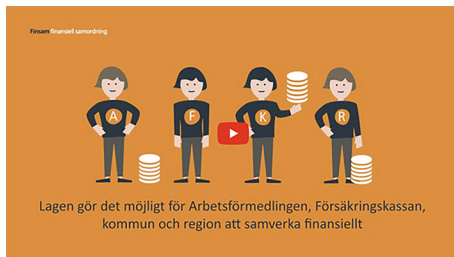 Finsam finansiell samordning
A F K R
Lagen gör det möjligt för Arbetsförmedlingen, Försäkringskassan,
kommun och region att samverka finansiellt